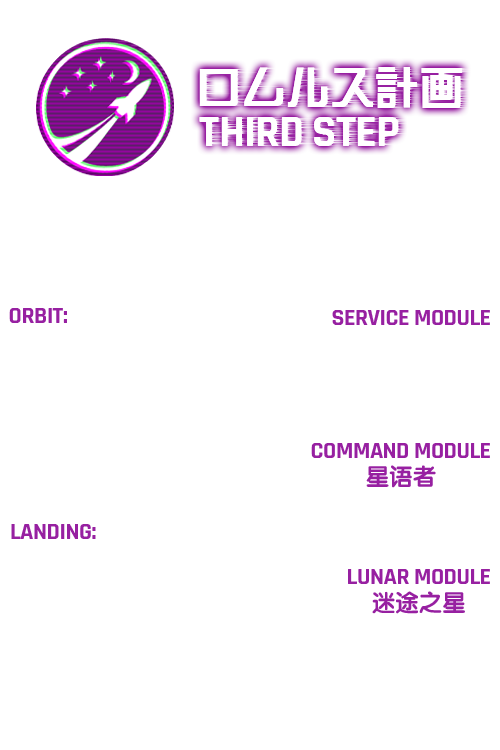 ロムルス計画
THIRD STEP
ORBIT:
SERVICE MODULE
COMMAND MODULE
星语者
LANDING:
LUNAR MODULE
迷途之星